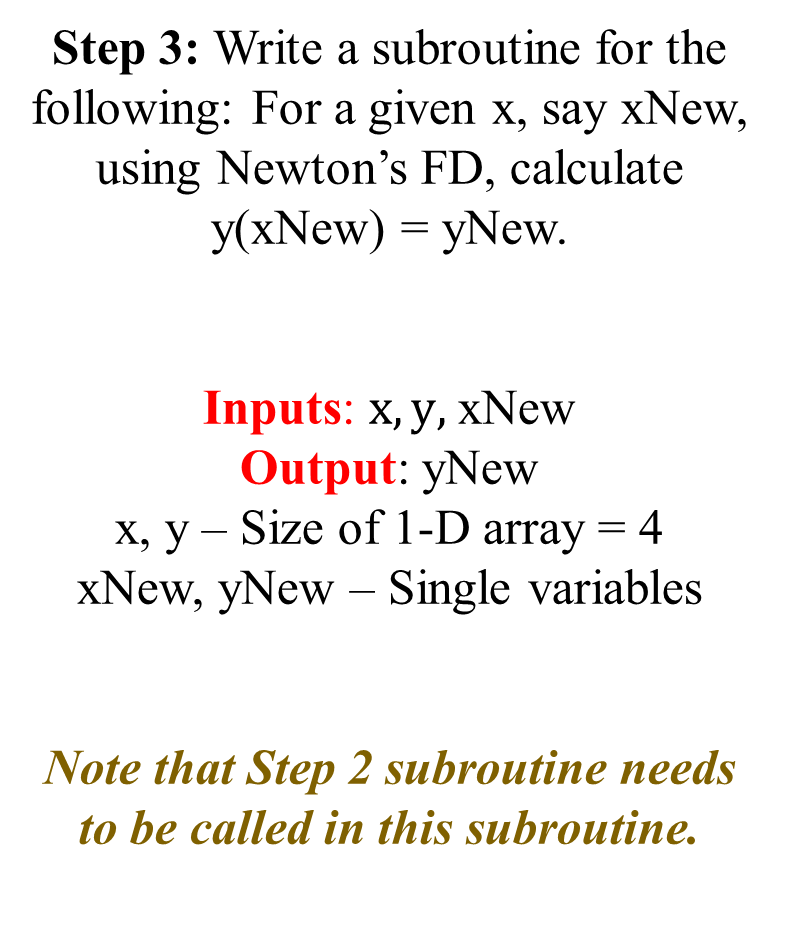 Step 3: Write a subroutine for the
following: For a given x, say xNew,
using Newton’s FD, calculate
y(xNew) = yNew.
Inputs: x, y, xNew
Output: yNew
x, y – Size of 1-D array = 4
xNew, yNew – Single variables
Note that Step 2 subroutine needs
to be called in this subroutine.